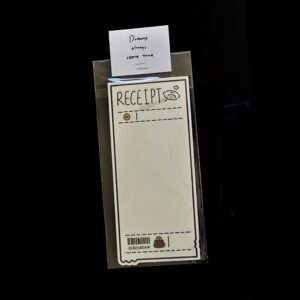 Dreams
always
come true
RECEIPT